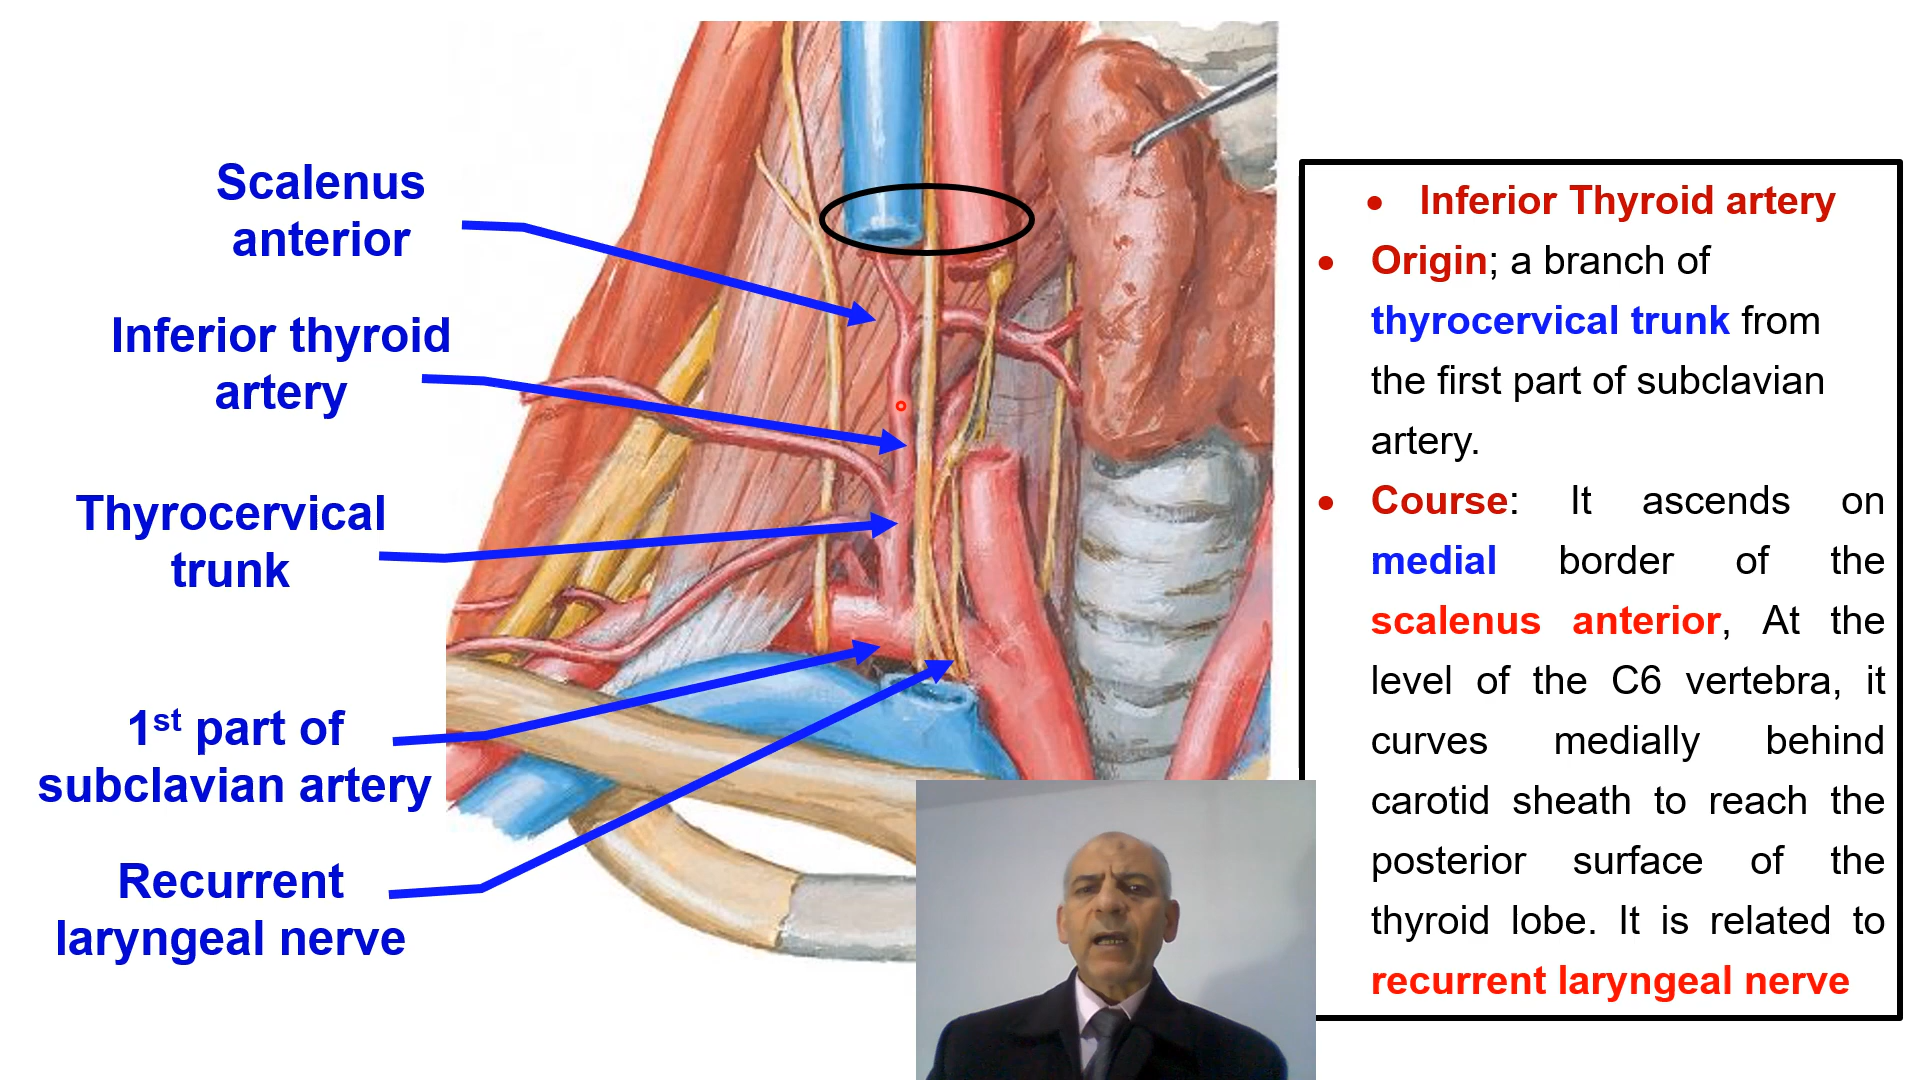 Scalenus
anterior
Inferior thyroid
artery
Thyrocervical
trunk
1st part of
subclavian artery
Recurrent
laryngeal nerve
• Inferior Thyroid artery
• Origin; a branch of
thyrocervical trunk from
the first part of subclavian
artery.
• Course: It ascends on
medial border of the
scalenus anterior, At the
level of the C6 vertebra, it
curves medially behind
carotid sheath to reach the
posterior surface of the
thyroid lobe. It is related to
recurrent laryngeal nerve